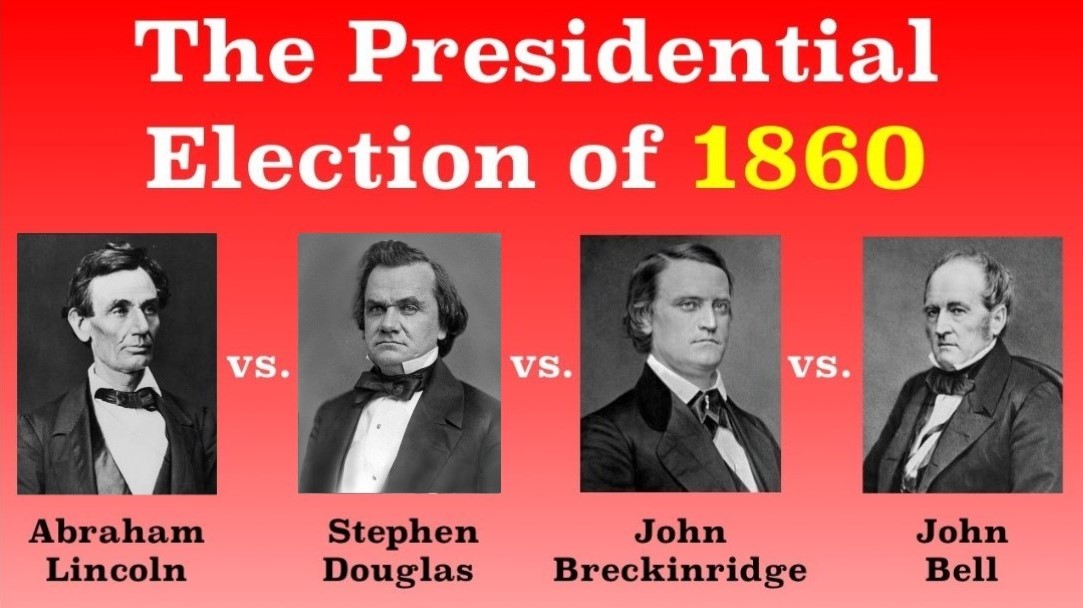 The Presidential
Election of 1860
vs.
vs.
vs.
Abraham
Lincoln
Stephen
Douglas
John
Breckinridge
John
Bell